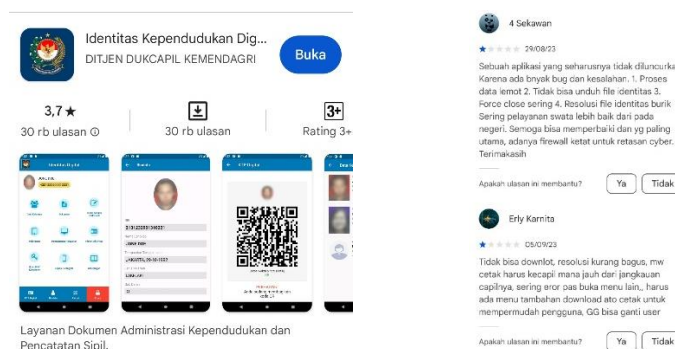 Identitas Kependudukan Dig...
DITJEN DUKCAPIL KEMENDAGRI
Buka
3,7★
30 rb ulasan
30 rb ulasan
3+
Rating 3+
Layanan Dokumen Administrasi Kependudukan dan
Pencatatan Sipil.
4 Sekawan
29/08/23
Sebuah aplikasi yang seharusnya tidak diluncurka
Karena ada bnyak bug dan kesalahan. 1. Proses
data lemot 2. Tidak bisa unduh file identitas 3.
Force close sering 4. Resolusi file identitas burik
Sering pelayanan swata lebih baik dari pada
negeri. Semoga bisa memperbaiki dan yg paling
utama, adanya firewall ketat untuk retasan cyber.
Terimakasih
Apakah ulasan ini membantu?
Ya
Tidak
Erly Karnita
05/09/23
Tidak bisa downlot, resolusi kurang bagus, mw
cetak harus kecapil mana jauh dari jangkauan
capilnya, sering eror pas buka menu lain,, harus
ada menu tambahan download ato cetak untuk
mempermudah pengguna, GG bisa ganti user
Apakah ulasan ini membantu?
Ya
Tidak